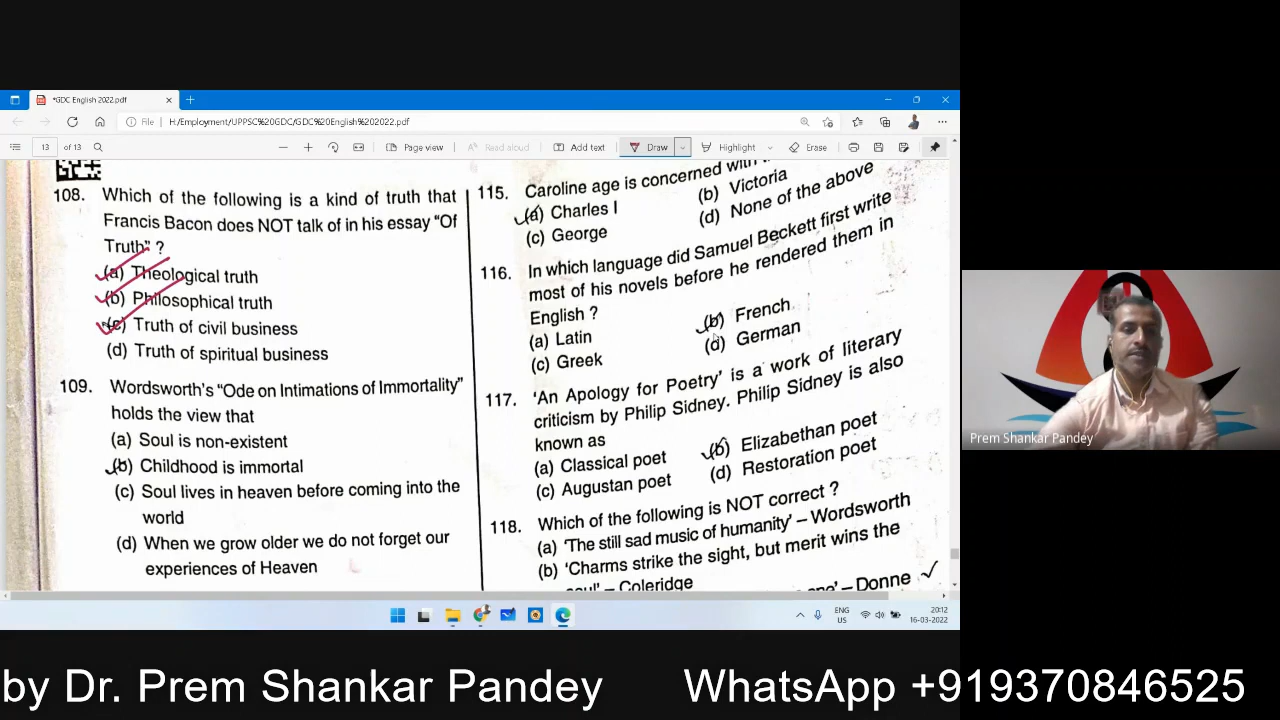 *GDC English 2022.pdf
File
H:/Employment/UPPSC%20GDC/GDC%20English%202022.pdf
13 of 13
Page view
Read aloud
Add text
Draw
Highlight
Erase
108. Which of the following is a kind of truth that
Francis Bacon does NOT talk of in his essay “Of
Truth” ?
(a) Theological truth
(b) Philosophical truth
(c) Truth of civil business
(d) Truth of spiritual business
109. Wordsworth's “Ode on Intimations of Immortality”
holds the view that
(a) Soul is non-existent
(b) Childhood is immortal
(c) Soul lives in heaven before coming into the
world
(d) When we grow older we do not forget our
experiences of Heaven
115. Caroline age is concerned with
(a) Charles I (b) Victoria
(c) George (d) None of the above
116. In which language did Samuel Beckett first write
most of his novels before he rendered them in
English ?
(a) Latin (b) French
(c) Greek (d) German
117. ‘An Apology for Poetry’ is a work of literary
criticism by Philip Sidney. Philip Sidney is also
known as
(a) Classical poet (b) Elizabethan poet
(c) Augustan poet (d) Restoration poet
118. Which of the following is NOT correct ?
(a) ‘The still sad music of humanity’ – Wordsworth
(b) ‘Charms strike the sight, but merit wins the
– Coleridge
– Donne
Prem Shankar Pandey
ENG
US
20:12
16-03-2022
by Dr. Prem Shankar Pandey WhatsApp +919370846525